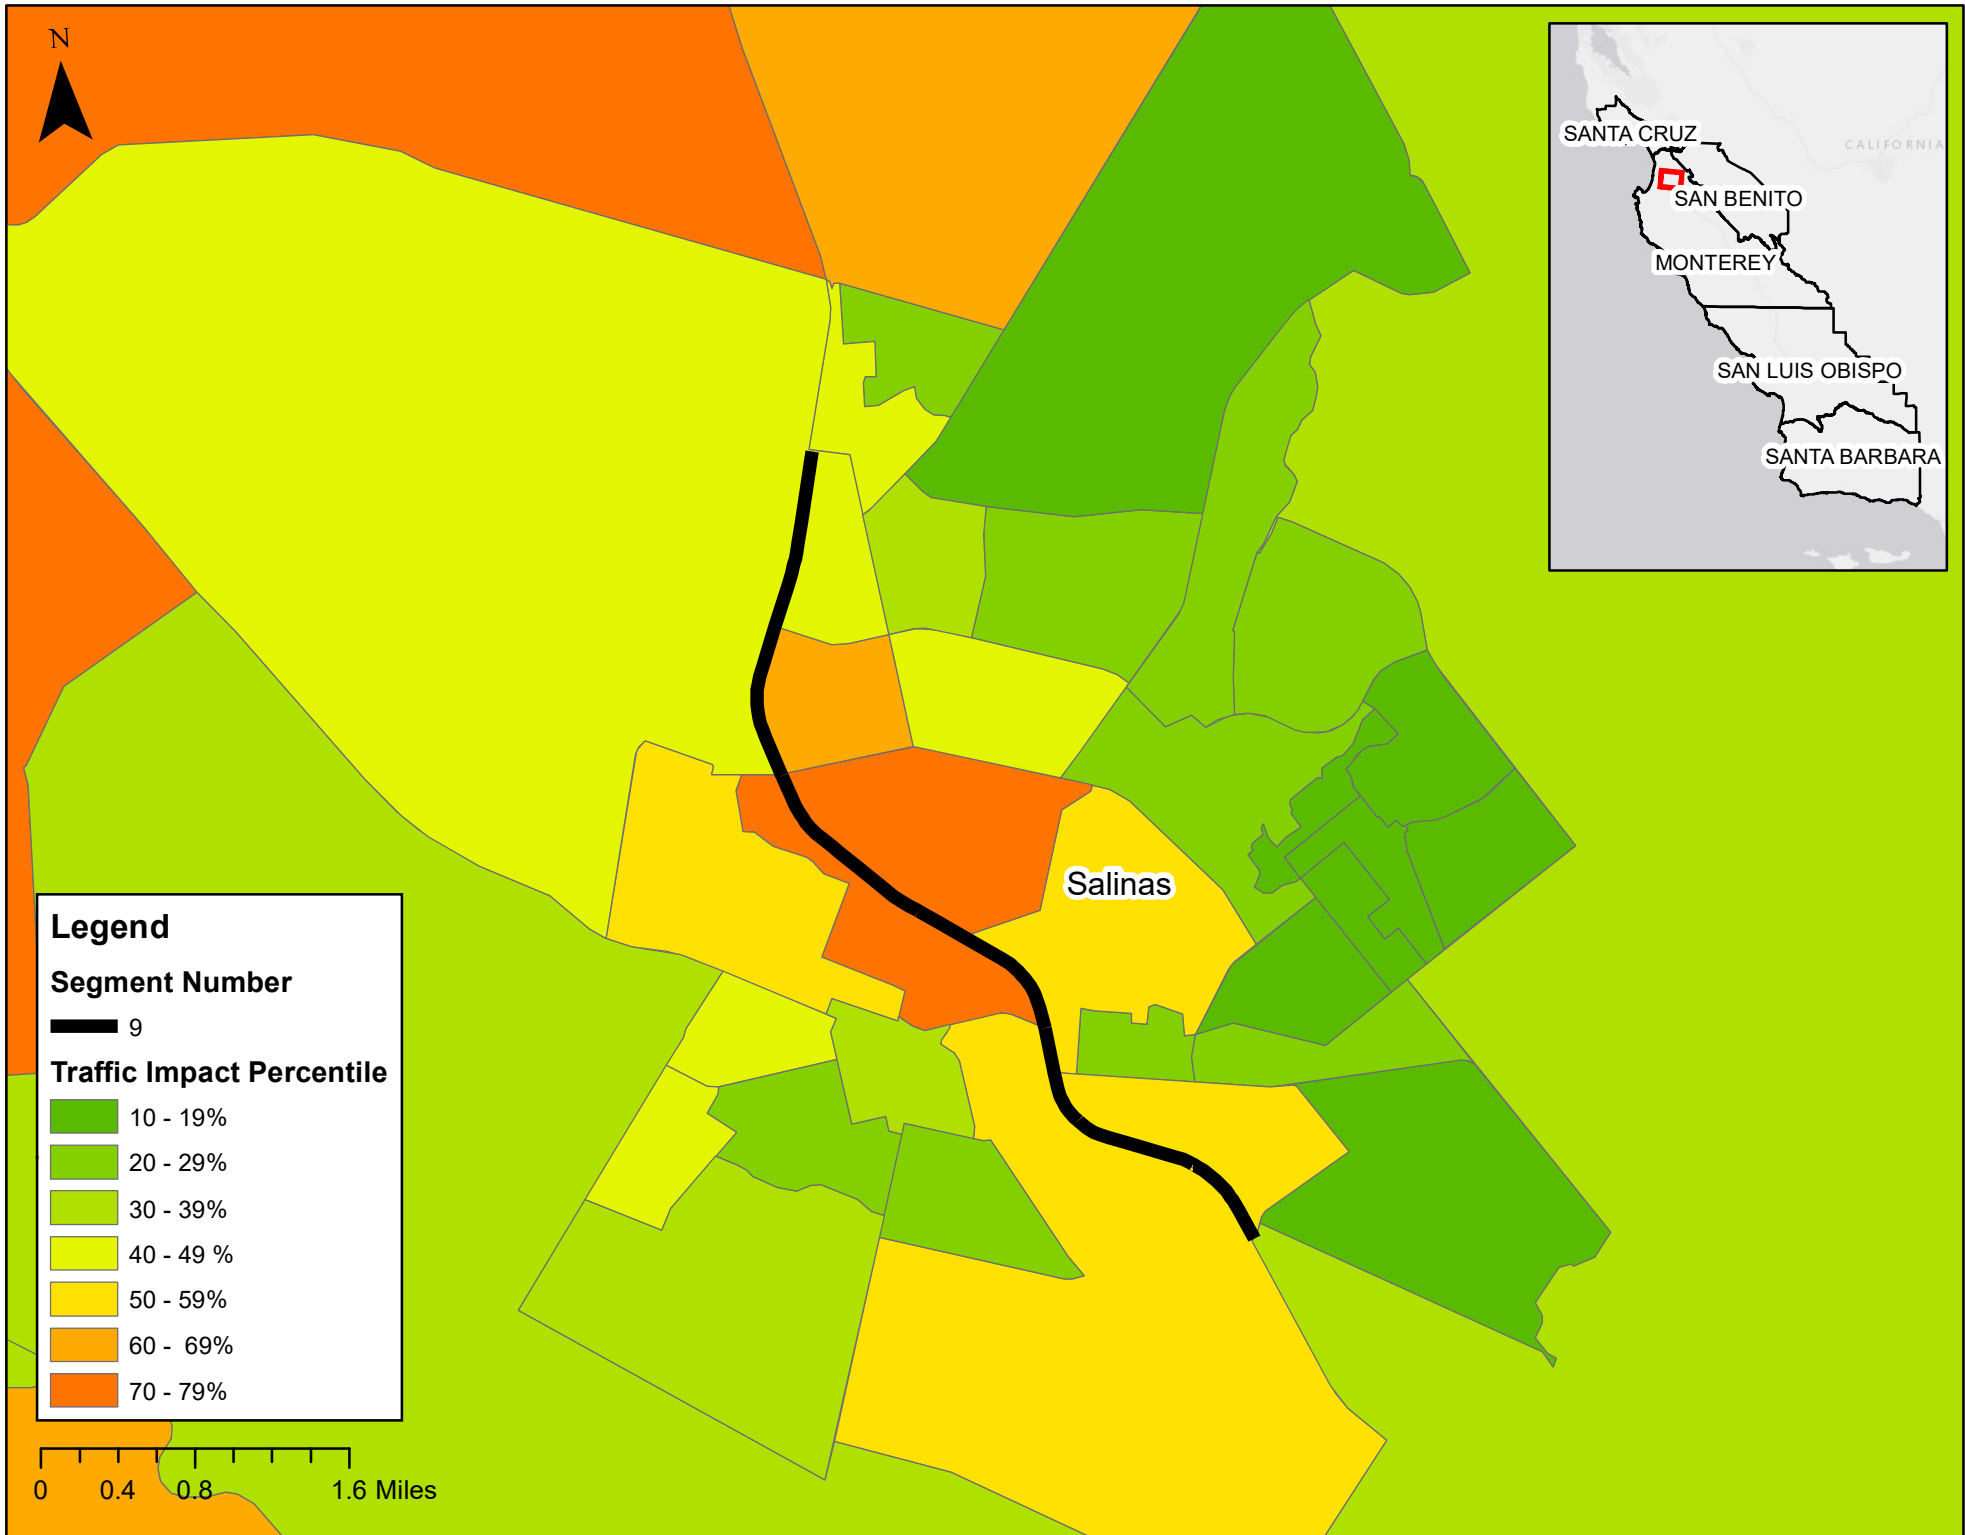 N
SANTA CRUZ
CALIFORNIA
SAN BENITO
MONTEREY
SAN LUIS OBISPO
SANTA BARBARA
Salinas
Legend
Segment Number
9
Traffic Impact Percentile
10 - 19%
20 - 29%
30 - 39%
40 - 49 %
50 - 59%
60 -  69%
70 - 79%
0 0.4 0.8 1.6 Miles